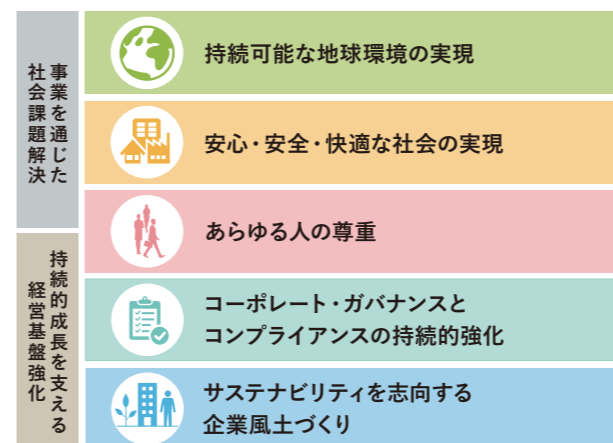 事業を通じた
社会課題解決
持続可能な地球環境の実現
安心・安全・快適な社会の実現
あらゆる人の尊重
持続的成長を支える
経営基盤強化
コーポレート・ガバナンスと
コンプライアンスの持続的強化
サステナビリティを志向する
企業風土づくり